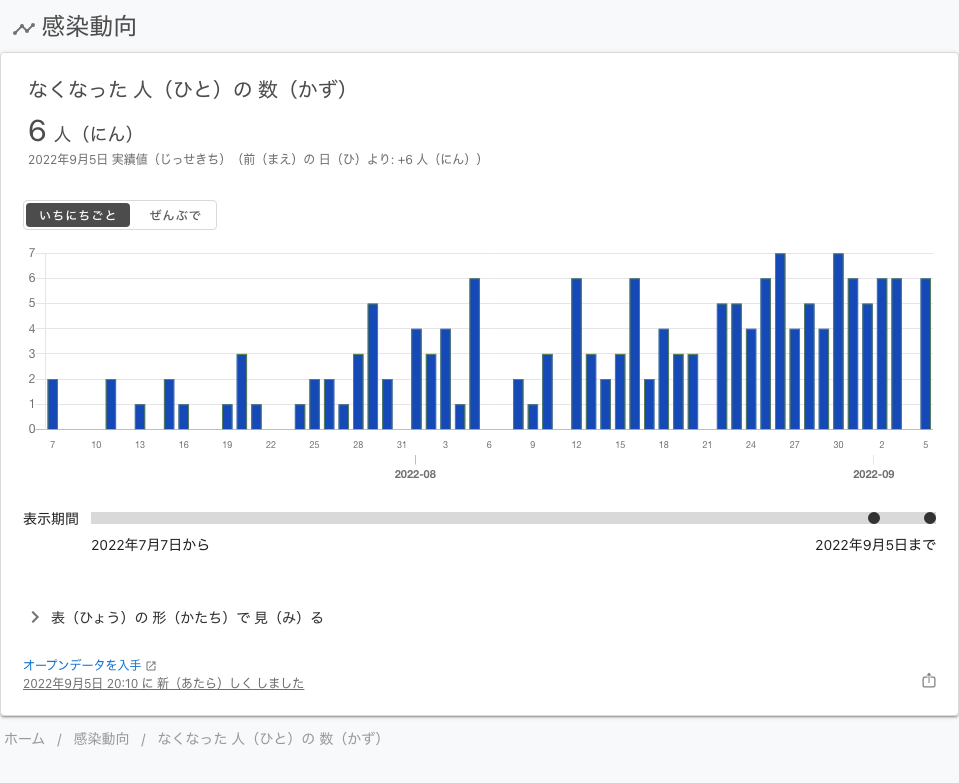 感染動向
なくなった 人（ひと）の 数（かず）
6 人（にん）
2022年9月5日 実績値（じっせきち）（前（まえ）の 日（ひ）より: +6 人（にん））
いちにちごと ぜんぶで
7
6
5
4
3
2
1
0
7 10 13 16 19 22 25 28 31 3 6 9 12 15 18 21 24 27 30 2 5
2022-08 2022-09
表示期間
2022年7月7日から 2022年9月5日まで
表（ひょう）の 形（かたち）で 見（み）る
オープンデータを入手
2022年9月5日 20:10 に 新（あたら）しく しました
ホーム / 感染動向 / なくなった 人（ひと）の 数（かず）